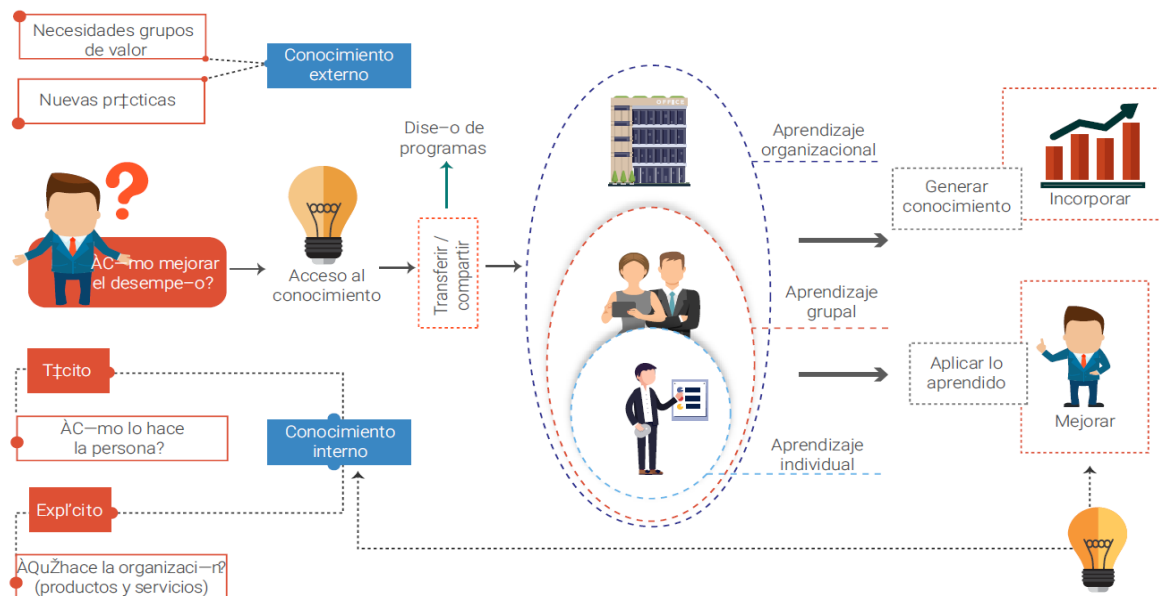 Necesidades grupos
de valor
Nuevas pr‡cticas
Conocimiento
externo
ÀC—mo mejorar
el desempe–o?
Acceso al
conocimiento
Dise–o de
programas
Transferir /
compartir
OFFICE
Aprendizaje
organizacional
Aprendizaje
grupal
Aprendizaje
individual
Generar
conocimiento
Incorporar
Aplicar lo
aprendido
Mejorar
T‡cito
ÀC—mo lo hace
la persona?
Conocimiento
interno
Expl’cito
ÀQuŽhace la organizaci—n?
(productos y servicios)